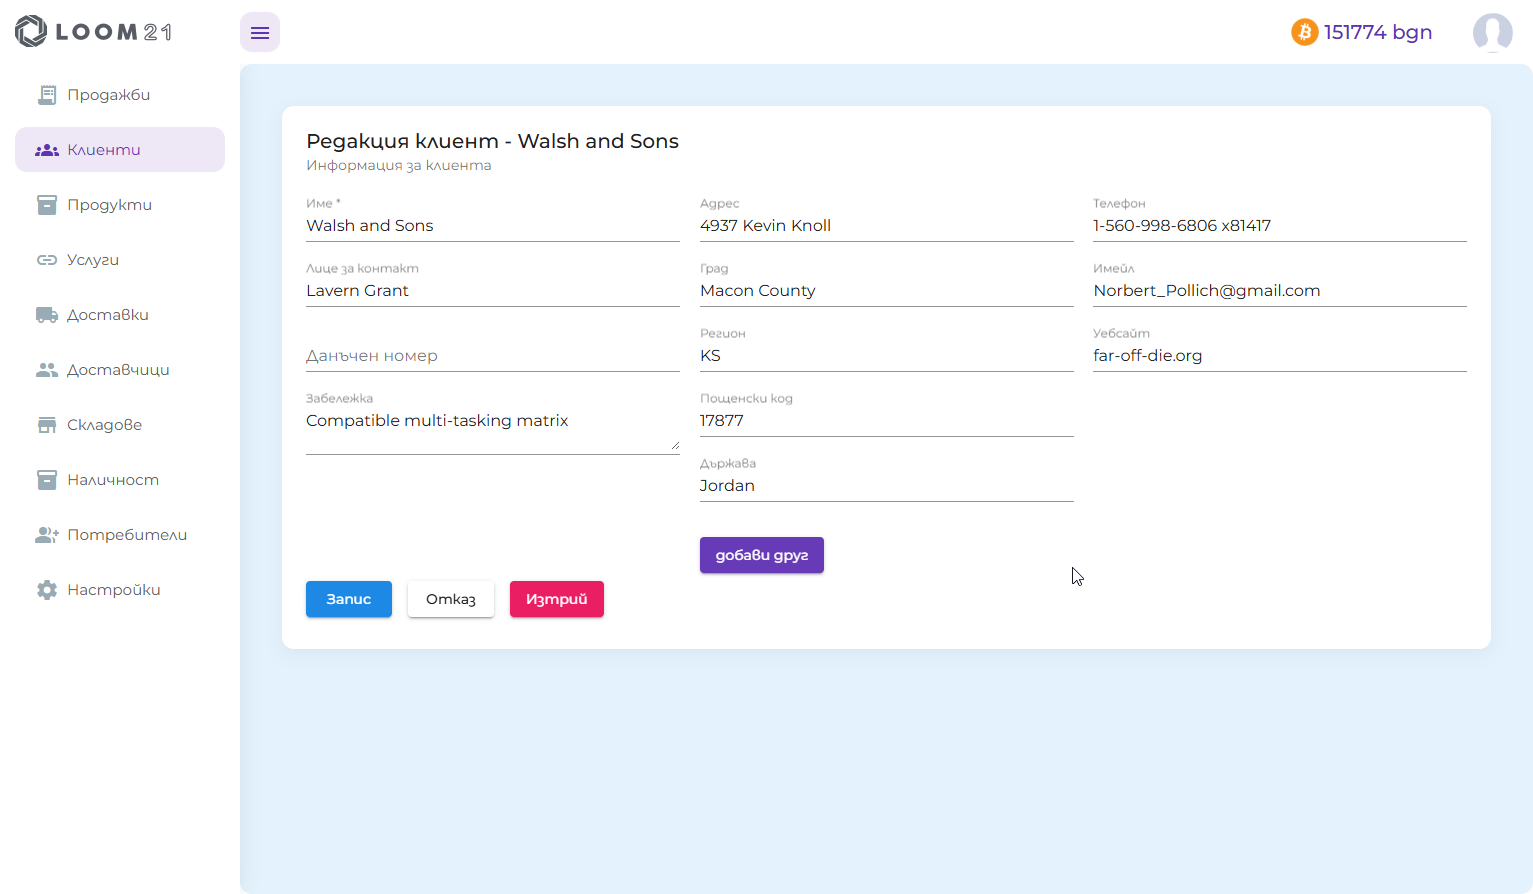 LOOM21
151774 bgn
Продажби
Клиенти
Продукти
Услуги
Доставки
Доставчици
Складове
Наличност
Потребители
Настройки
Редакция клиент - Walsh and Sons
Информация за клиента
Име *
Walsh and Sons
Лице за контакт
Lavern Grant
Данъчен номер
Забележка
Compatible multi-tasking matrix
Адрес
4937 Kevin Knoll
Град
Macon County
Регион
KS
Пощенски код
17877
Държава
Jordan
добави друг
Телефон
1-560-998-6806 x81417
Имейл
Norbert_Pollich@gmail.com
Уебсайт
far-off-die.org
Запис
Отказ
Изтрий